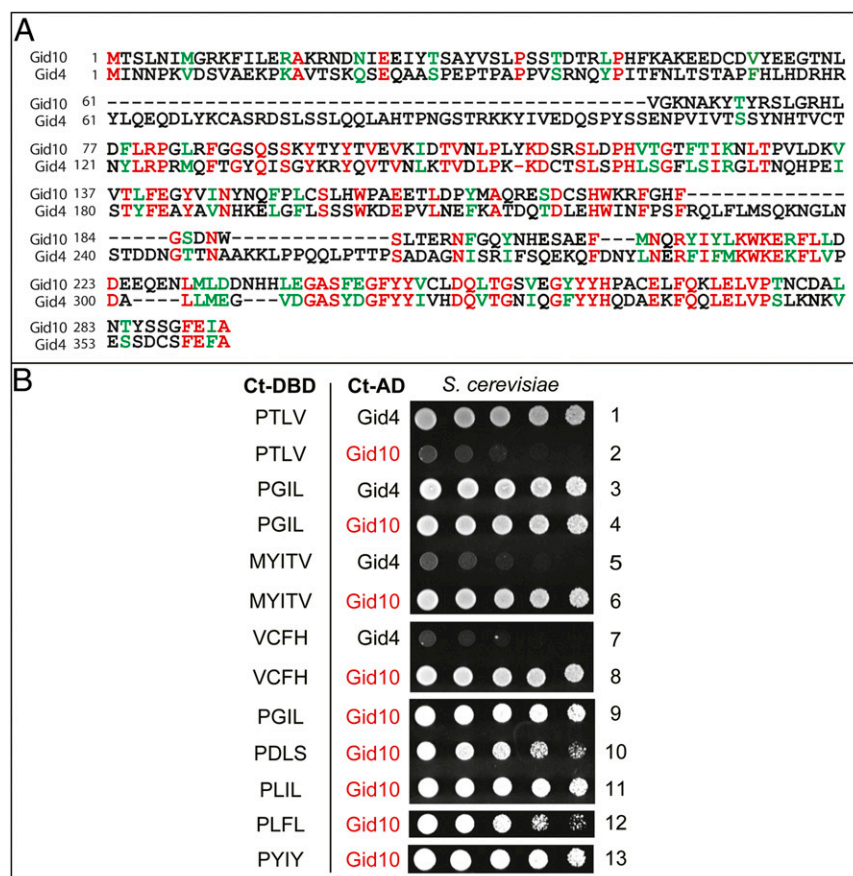 A
Gid10 1 MTSLNIMGRKFILERAKRNDNIEEIYTSAYVSLPSSTDTRLPHFKAKEEDCDVYEEGTNL
Gid4 1 MINNPKVDSVAEKPKAVTSKQSEQAASPEPTPAPPVSRNQYPITFNLTSTAPFHLHDRHR
Gid10 61 --------------------------------------------VGKNAKYTYRSLGRHL
Gid4 61 YLQEQDLYKCASRDSLSSLQQLAHTPNGSTRKKYIVEDQSPYSSENPVIVTSSYNHTVCT
Gid10 77 DFLRPGLRFGGSQSSKYTYYTVEVKIDTVNLPLYKDSRSLDPHVTGTFTIKNLTPVLDKV
Gid4 121 NYLRPRMQFTGYQISGYKRYQVTVNLKTVDLPK-KDCTSLSPHLSGFLSIRGLTNQHPEI
Gid10 137 VTLFEGYVINYNQFPLCSLHWPAEETLDPYMAQRESDCSHWKRFGHF-------------
Gid4 180 STYFEAYAVNHKELGFLSSSWKDEPVLNEFKATDQTDLEHWINFPSFRQLFLMSQKNGLN
Gid10 184 -----GSDNW---------------SLTERNFGQYNHESAEF---MNQRYIYLKWKERFLLD
Gid4 240 STDDNGTTNAAKKLPPQQLPTTPSADAGNISRIFSQEKQFDNYLNERFIFMKWKEKFLVP
Gid10 223 DEEQENLMLDDNHHLEGASFEGFYYVCLDQLTGSVEGYYYHPACELFQKLELVPTNCDAL
Gid4 300 DA----LLMEG---VDGASYDGFYYIVHDQVTGNIQGFYYHQDAEKFQQLELVPSLKNKV
Gid10 283 NTYSSGFEIA
Gid4 353 ESSDCSFEFA
B
Ct-DBD Ct-AD S. cerevisiae
PTLV Gid4 1
PTLV Gid10 2
PGIL Gid4 3
PGIL Gid10 4
MYITV Gid4 5
MYITV Gid10 6
VCFH Gid4 7
VCFH Gid10 8
PGIL Gid10 9
PDLS Gid10 10
PLIL Gid10 11
PLFL Gid10 12
PYIY Gid10 13